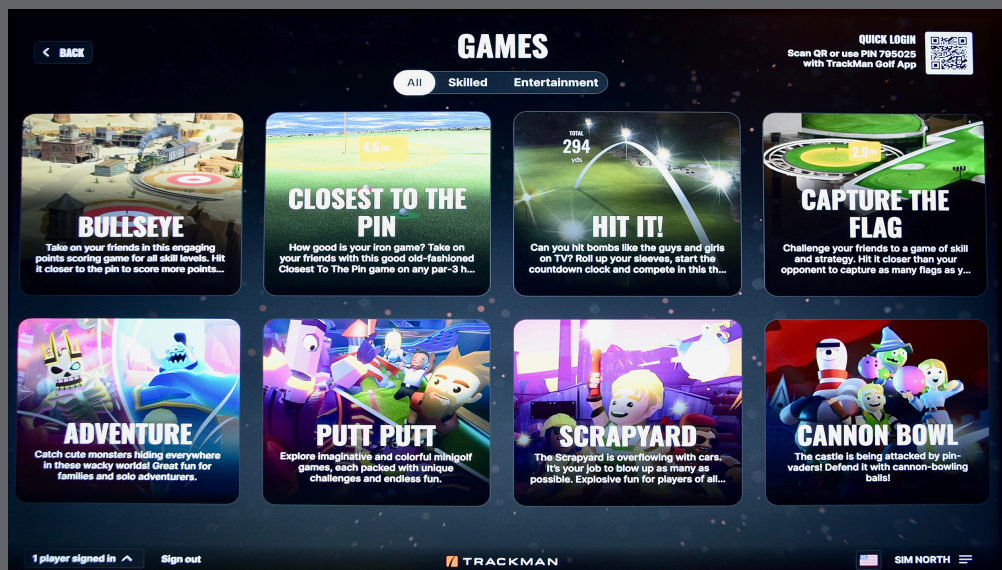 BACK
GAMES
QUICK LOGIN
Scan QR or use PIN 795025
with TrackMan Golf App
All Skilled Entertainment
BULLSEYE
Take on your friends in this engaging
points scoring game for all skill levels. Hit
it closer to the pin to score more points...
4.6
CLOSEST TO THE
PIN
How good is your iron game? Take on
your friends with this good old-fashioned
Closest To The Pin game on any par-3 h...
TOTAL
294
yds
HIT IT!
Can you hit bombs like the guys and girls
on TV? Roll up your sleeves, start the
countdown clock and compete in this th...
2.9
CAPTURE THE
FLAG
Challenge your friends to a game of skill
and strategy. Hit it closer than your
opponent to capture as many flags as y...
ADVENTURE
Catch cute monsters hiding everywhere
in these wacky worlds! Great fun for
families and solo adventurers.
PUTT PUTT
Explore imaginative and colorful minigolf
games, each packed with unique
challenges and endless fun.
SCRAPYARD
The Scrapyard is overflowing with cars.
It's your job to blow up as many as
possible. Explosive fun for players of all...
CANNON BOWL
The castle is being attacked by pin-
vaders! Defend it with cannon-bowling
balls!
1 player signed in
Sign out
TRACKMAN
SIM NORTH